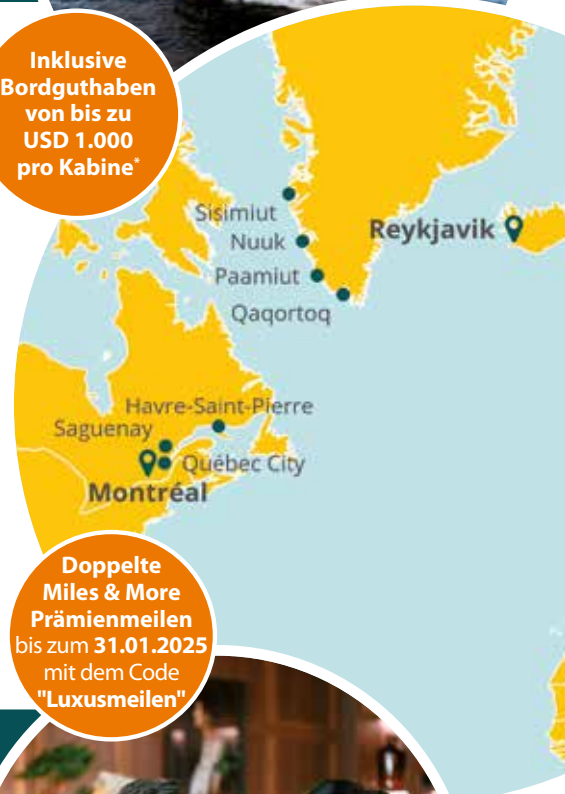 Inklusive
Bordguthaben
von bis zu
USD 1.000
pro Kabine*
Sisimiut
Nuuk
Reykjavik
Paamiut
Qaqortoq
Havre-Saint-Pierre
Saguenay
Québec City
Montréal
Doppelte
Miles & More
Prämienmeilen
bis zum 31.01.2025
mit dem Code
"Luxusmeilen"